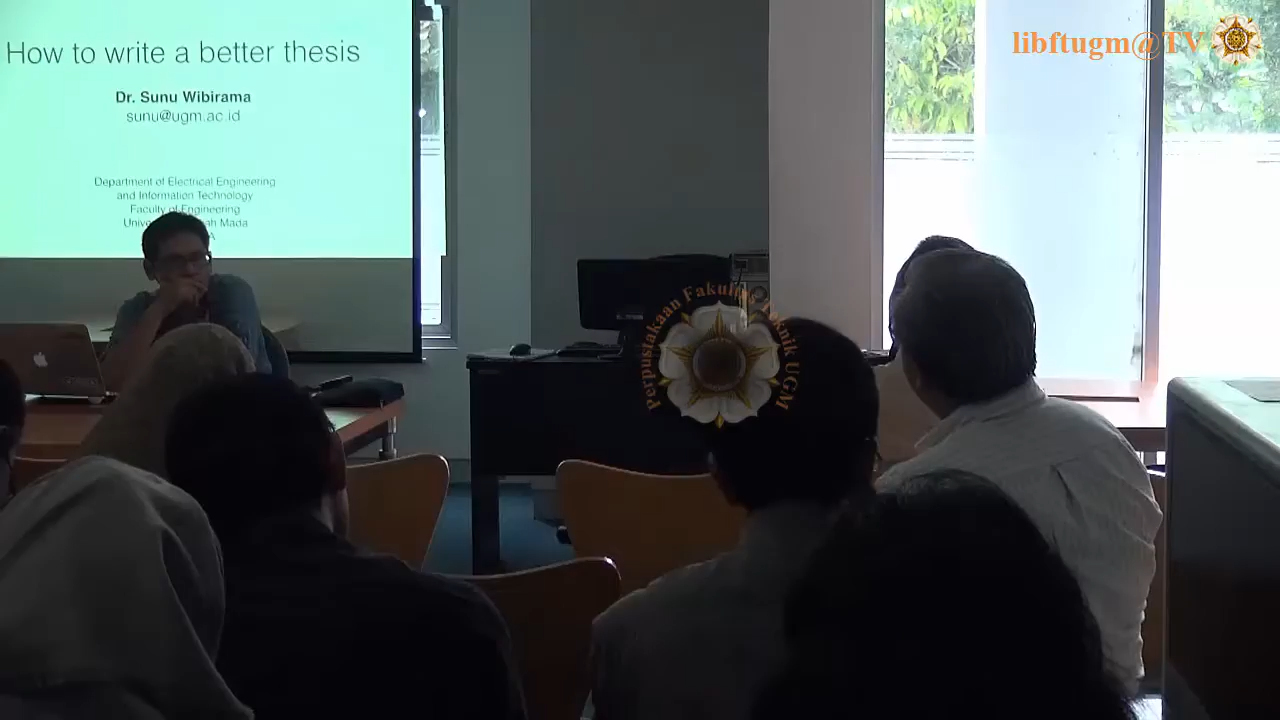 How to write a better thesis
Dr. Sunu Wibirama
sunu@ugm.ac.id
Department of Electrical Engineering
and Information Technology
Faculty of Engineering
Mada
libftugm@TV
Perpustakaan Fakultas Teknik UGM